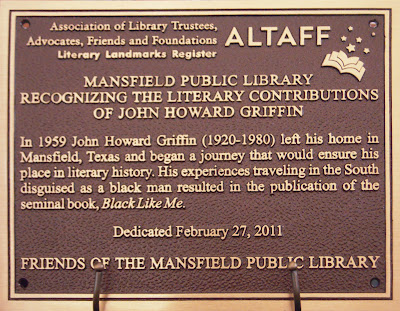 Association of Library Trustees,
Advocates, Friends and Foundations
Literary Landmarks Register
ALTAFF
MANSFIELD PUBLIC LIBRARY
RECOGNIZING THE LITERARY CONTRIBUTIONS
OF JOHN HOWARD GRIFFIN
In 1959 John Howard Griffin (1920-1980) left his home in
Mansfield, Texas and began a journey that would ensure his
place in literary history. His experiences traveling in the South
disguised as a black man resulted in the publication of the
seminal book, Black Like Me.
Dedicated February 27, 2011
FRIENDS OF THE MANSFIELD PUBLIC LIBRARY